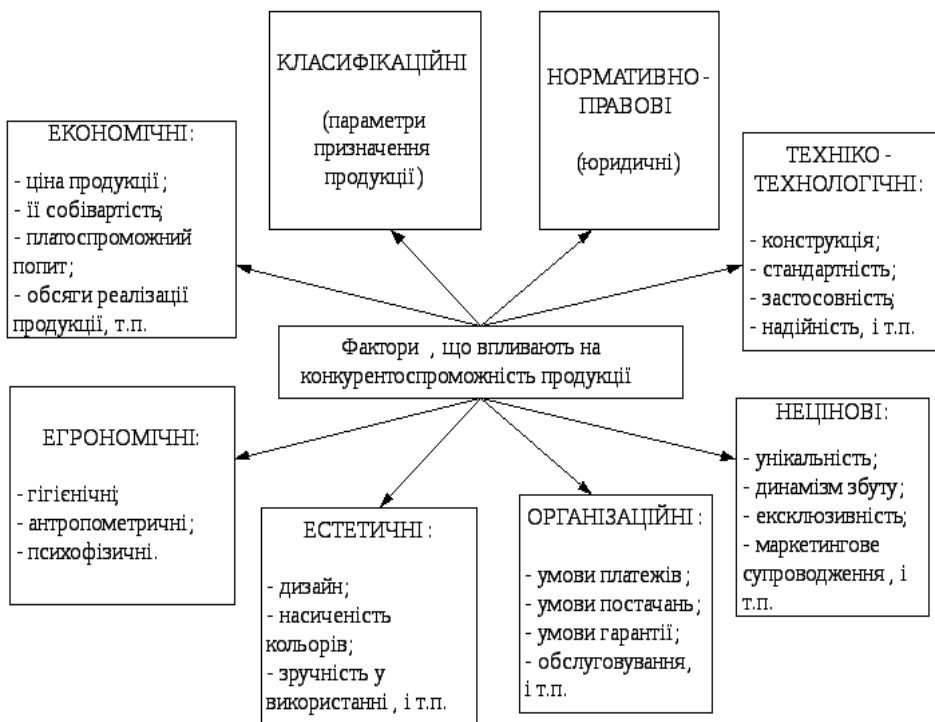 КЛАСИФІКАЦІЙНІ
(параметри
призначення
продукції)
НОРМАТИВНО-
ПРАВОВІ
(юридичні)
ЕКОНОМІЧНІ:
- ціна продукції;
- її собівартість;
- платоспроможний
попит;
- обсяги реалізації
продукції, т.п.
ТЕХНІКО-
ТЕХНОЛОГІЧНІ:
- конструкція;
- стандартність;
- застосовність;
- надійність, і т.п.
Фактори , що впливають на
конкурентоспроможність продукції
ЕГРОНОМІЧНІ:
- гігієнічні;
- антропометричні;
- психофізичні.
ЕСТЕТИЧНІ :
- дизайн;
- насиченість
кольорів;
- зручність у
використанні , і т.п.
ОРГАНІЗАЦІЙНІ :
- умови платежів;
- умови постачань;
- умови гарантії;
- обслуговування,
і т.п.
НЕЦІНОВІ:
- унікальність;
- динамізм збуту;
- ексклюзивність;
- маркетингове
супроводження , і
т.п.